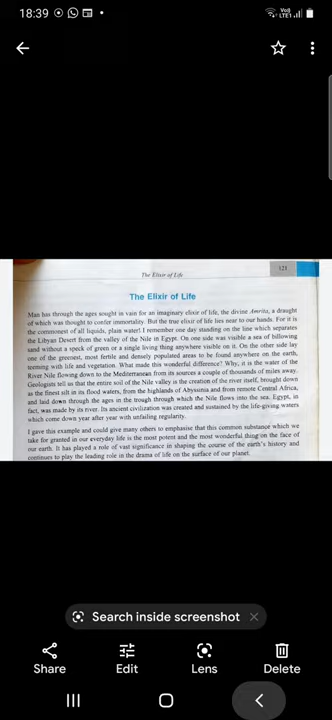 18:39
Vo))
LTE1
The Elixir of Life
121
The Elixir of Life
Man has through the ages sought in vain for an imaginary elixir of life, the divine Amrita, a draught
of which was thought to confer immortality. But the true elixir of life lies near to our hands. For it is
the commonest of all liquids, plain water! I remember one day standing on the line which separates
the Libyan Desert from the valley of the Nile in Egypt. On one side was visible a sea of billowing
sand without a speck of green or a single living thing anywhere visible on it. On the other side lay
one of the greenest, most fertile and densely populated areas to be found anywhere on the earth,
teeming with life and vegetation. What made this wonderful difference? Why, it is the water of the
River Nile flowing down to the Mediterranean from its sources a couple of thousands of miles away.
Geologists tell us that the entire soil of the Nile valley is the creation of the river itself, brought down
as the finest silt in its flood waters, from the highlands of Abyssinia and from remote Central Africa,
and laid down through the ages in the trough through which the Nile flows into the sea. Egypt, in
fact, was made by its river. Its ancient civilization was created and sustained by the life-giving waters
which come down year after year with unfailing regularity.
I gave this example and could give many others to emphasise that this common substance which we
take for granted in our everyday life is the most potent and the most wonderful thing on the face of
our earth. It has played a role of vast significance in shaping the course of the earth's history and
continues to play the leading role in the drama of life on the surface of our planet.
Search inside screenshot
Share
Edit
Lens
Delete